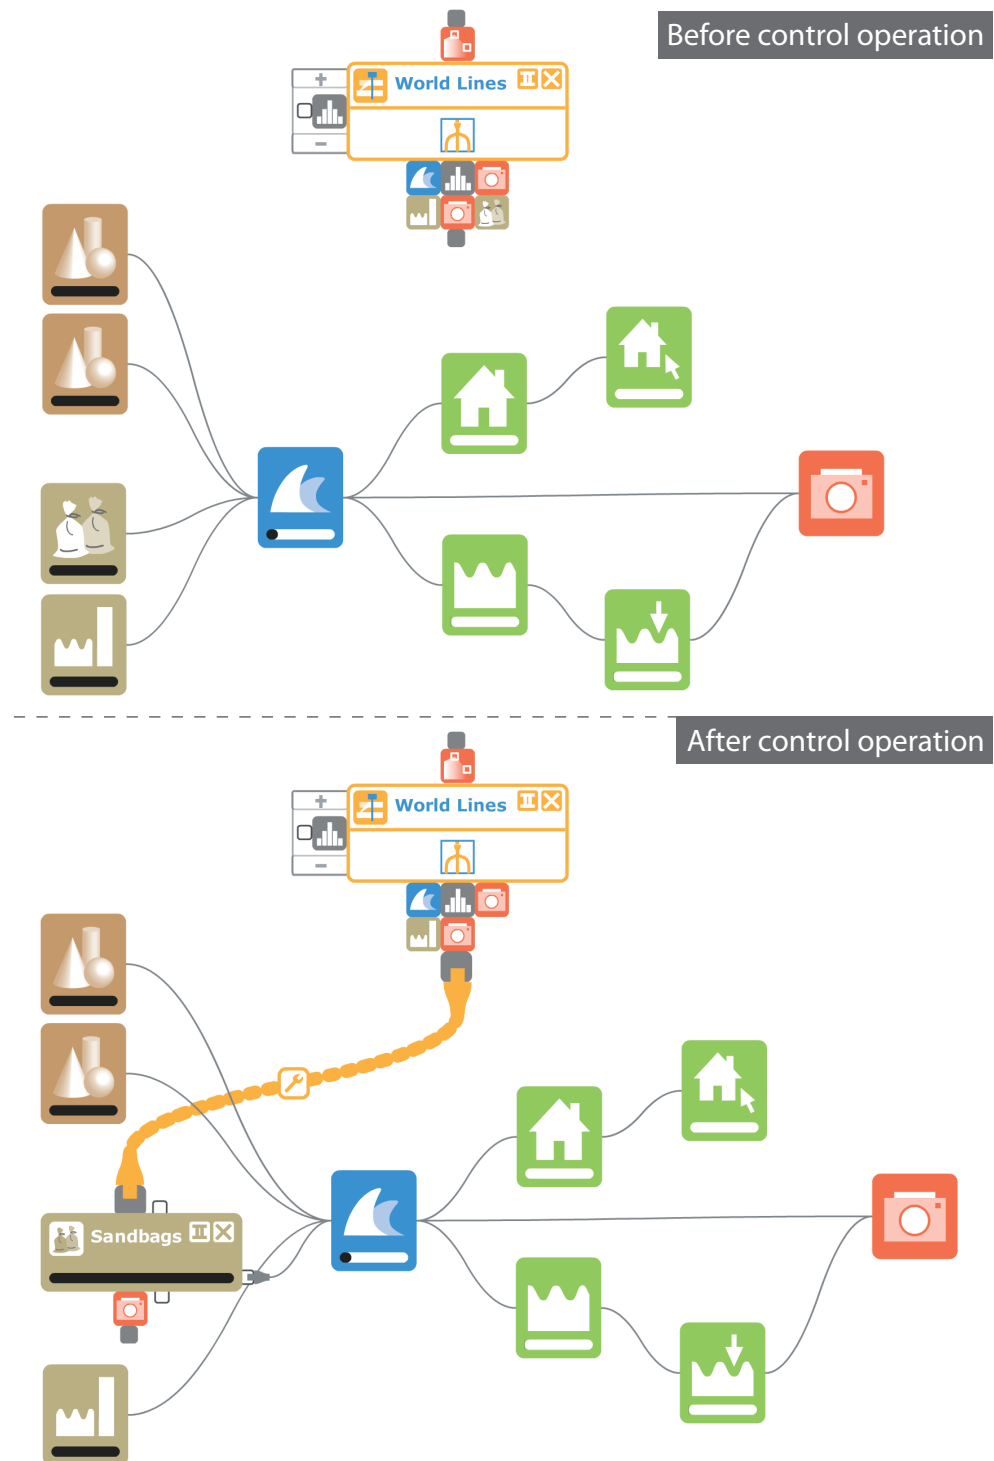 Before control operation
World Lines
After control operation
World Lines
Sandbags